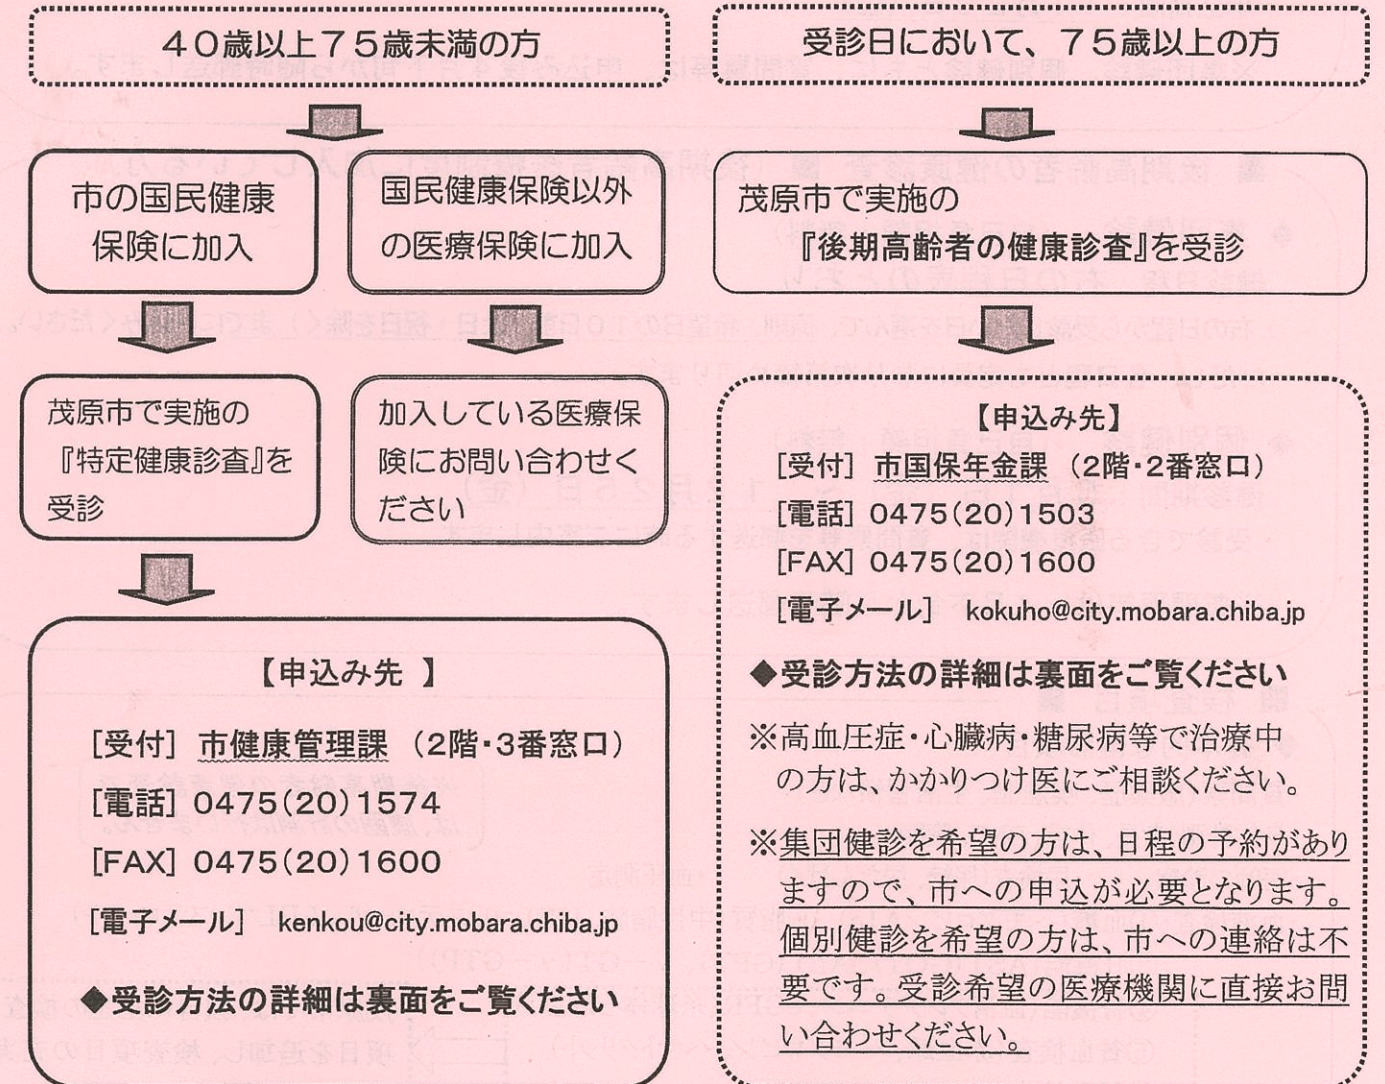 40歳以上75歳未満の方
市の国民健康
保険に加入
国民健康保険以外
の医療保険に加入
茂原市で実施の
『特定健康診査』を
受診
加入している医療保
険にお問い合わせく
ださい
【申込み先 】
[受付] 市健康管理課 (2階・3番窓口)
[電話] 0475(20)1574
[FAX] 0475(20)1600
[電子メール] kenkou@city.mobara.chiba.jp
◆受診方法の詳細は裏面をご覧ください
受診日において、75歳以上の方
茂原市で実施の
『後期高齢者の健康診査』を受診
【申込み先】
[受付] 市国保年金課 (2階・2番窓口)
[電話] 0475(20)1503
[FAX] 0475(20)1600
[電子メール] kokuho@city.mobara.chiba.jp
◆受診方法の詳細は裏面をご覧ください
※高血圧症・心臓病・糖尿病等で治療中
の方は、かかりつけ医にご相談ください。
※集団健診を希望の方は、日程の予約があり
ますので、市への申込が必要となります。
個別健診を希望の方は、市への連絡は不
要です。受診希望の医療機関に直接お問
い合わせください。